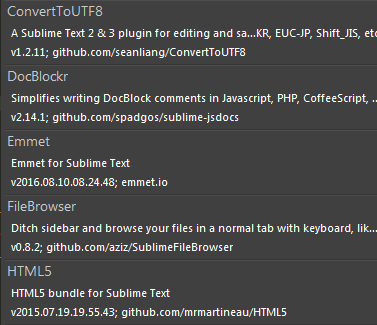 ConvertToUTF8
A Sublime Text 2 & 3 plugin for editing and sa...KR, EUC-JP, Shift_JIS, etc
v1.2.11; github.com/seanliang/ConvertToUTF8
DocBlockr
Simplifies writing DocBlock comments in Javascript, PHP, CoffeeScript, ...
v2.14.1; github.com/spadgos/sublime-jsdocs
Emmet
Emmet for Sublime Text
v2016.08.10.08.24.48; emmet.io
FileBrowser
Ditch sidebar and browse your files in a normal tab with keyboard, lik...
v0.8.2; github.com/aziz/SublimeFileBrowser
HTML5
HTML5 bundle for Sublime Text
v2015.07.19.19.55.43; github.com/mrmartineau/HTML5